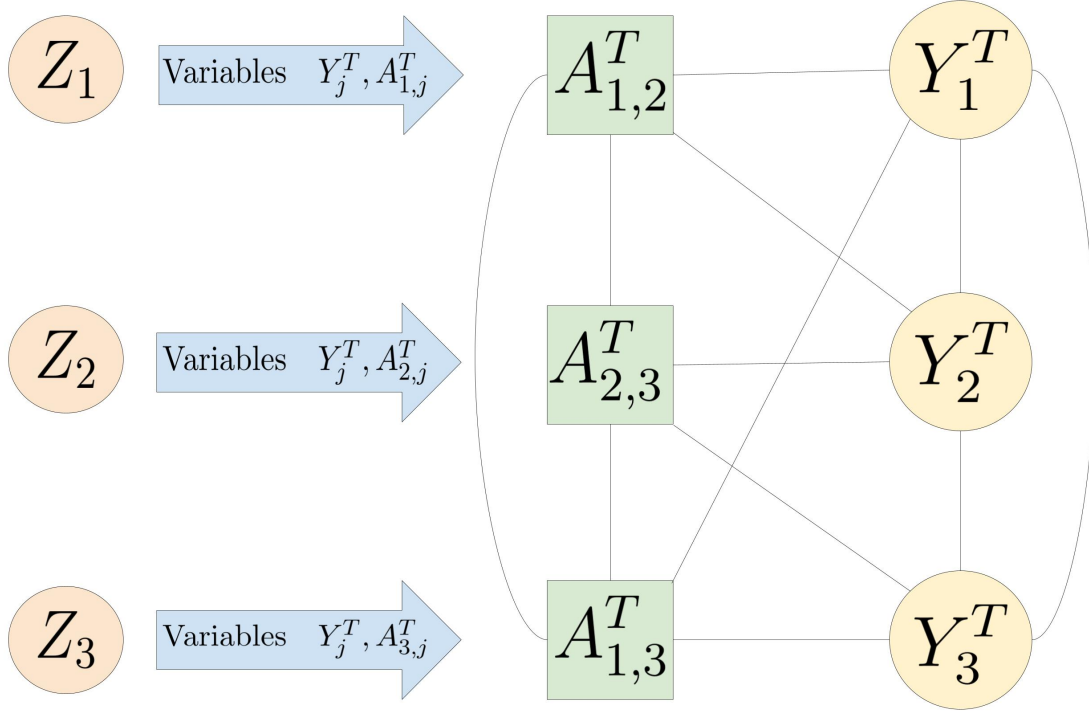 Z_1 Variables Y_j^T, A_{1,j}^T A_{1,2}^T Y_1^T
Z_2 Variables Y_j^T, A_{2,j}^T A_{2,3}^T Y_2^T
Z_3 Variables Y_j^T, A_{3,j}^T A_{1,3}^T Y_3^T